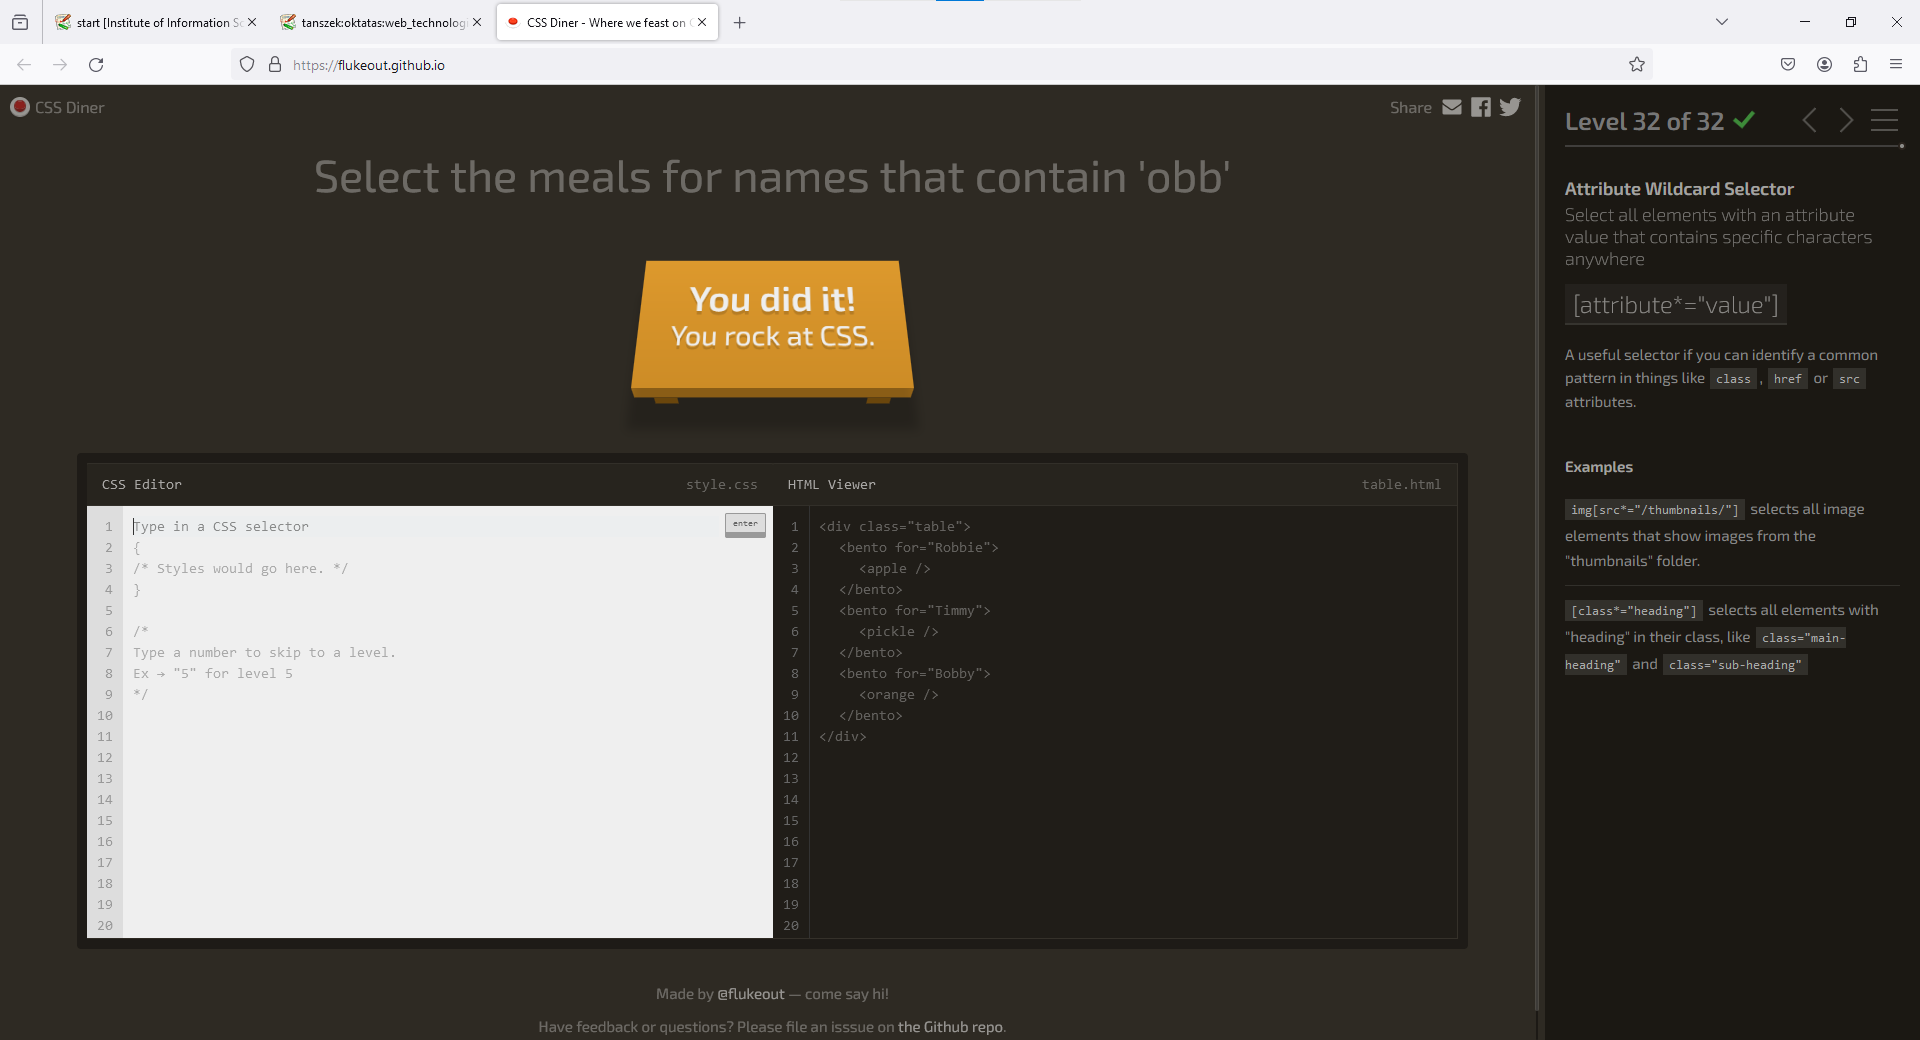 start [Institute of Information Sc
tanszek:oktatas:web_technologi
CSS Diner - Where we feast on C
https://flukeout.github.io
CSS Diner
Share
Select the meals for names that contain 'obb'
You did it!
You rock at CSS.
CSS Editor
style.css
1 Type in a CSS selector
enter
2 {
3 /* Styles would go here. */
4 }
5
6 /*
7 Type a number to skip to a level.
8 Ex → "5" for level 5
9 */
10
11
12
13
14
15
16
17
18
19
20
HTML Viewer
table.html
1 <div class="table">
2 <bento for="Robbie">
3 <apple />
4 </bento>
5 <bento for="Timmy">
6 <pickle />
7 </bento>
8 <bento for="Bobby">
9 <orange />
10 </bento>
11 </div>
12
13
14
15
16
17
18
19
20
Made by @flukeout — come say hi!
Have feedback or questions? Please file an isssue on the Github repo.
Level 32 of 32
Attribute Wildcard Selector
Select all elements with an attribute
value that contains specific characters
anywhere
[attribute*="value"]
A useful selector if you can identify a common
pattern in things like class , href or src
attributes.
Examples
img[src*="/thumbnails/"] selects all image
elements that show images from the
"thumbnails" folder.
[class*="heading"] selects all elements with
"heading" in their class, like class="main-
heading" and class="sub-heading"